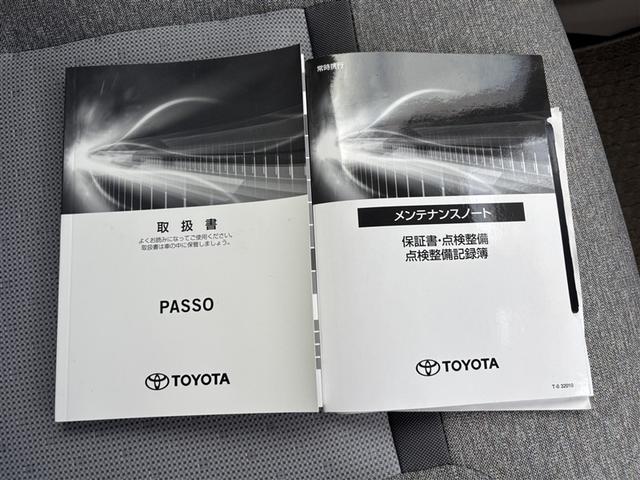 取扱書
よくお読みになってご使用ください。
取扱書は車の中に保管しましょう。
PASSO
TOYOTA
常時携行
メンテナンスノート
保証書・点検整備
点検整備記録簿
TOYOTA
T-0 32010